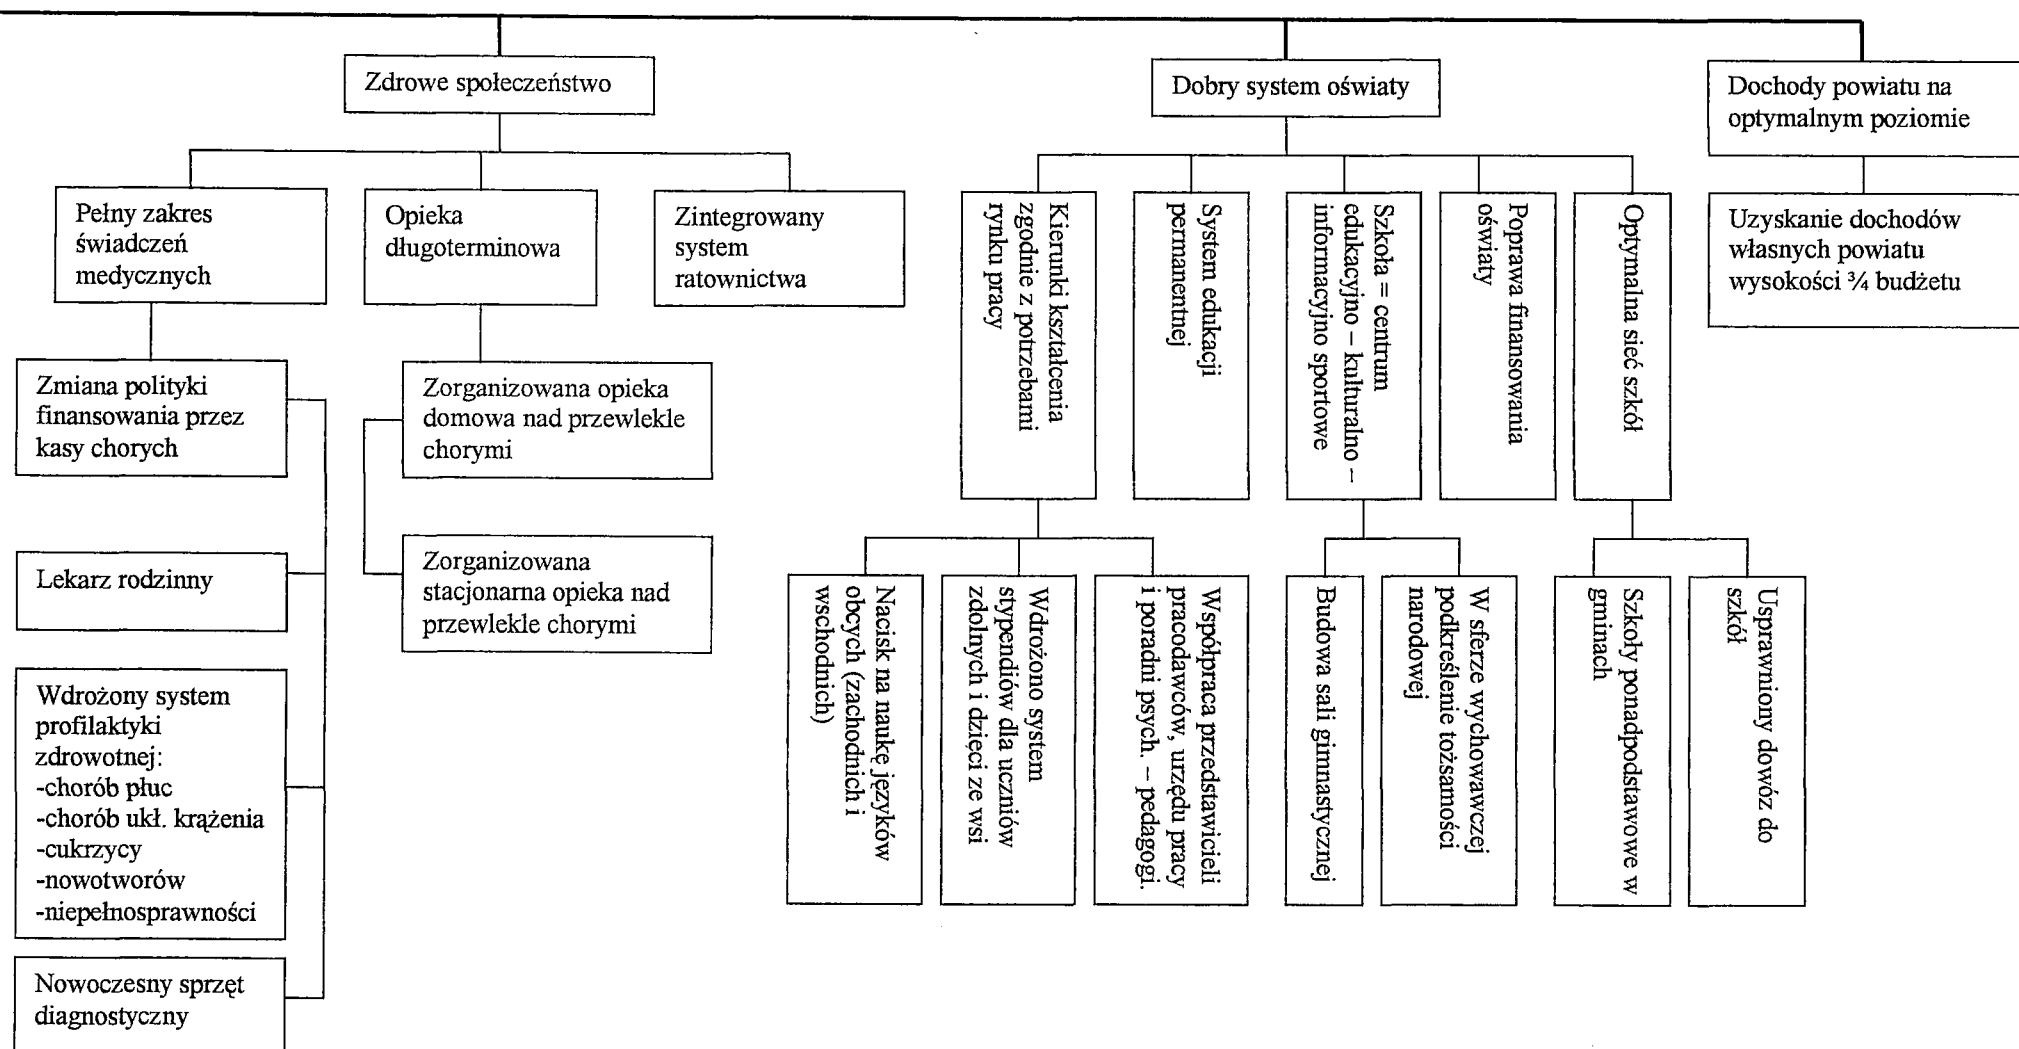 Zdrowe społeczeństwo
Dobry system oświaty
Dochody powiatu na
optymalnym poziomie
Pełny zakres
świadczeń
medycznych
Opieka
długoterminowa
Zintegrowany
system
ratownictwa
Kierunki kształcenia
zgodnie z potrzebami
rynku pracy
System edukacji
permanentnej
Szkoła = centrum
edukacyjno – kulturalno –
informacyjno sportowe
Poprawa finansowania
oświaty
Optymalna sieć szkół
Uzyskanie dochodów
własnych powiatu
wysokości ¾ budżetu
Zmiana polityki
finansowania przez
kasy chorych
Zorganizowana opieka
domowa nad przewlekle
chorymi
Lekarz rodzinny
Zorganizowana
stacjonarna opieka nad
przewlekle chorymi
Nacisk na naukę języków
obcych (zachodnich i
wschodnich)
Wdrożono system
stypendiów dla uczniów
zdolnych i dzięci ze wsi
Współpraca przedstawicieli
pracodawców, urzędu pracy
i poradni psych. – pedagogi.
Budowa sali gimnastycznej
W sferze wychowawczej
podkreślenie tożsamości
narodowej
Szkoły ponadpodstawowe w
gminach
Usprawniony dowóz do
szkół
Wdrożony system
profilaktyki
zdrowotnej:
-chorób płuc
-chorób ukł. krążenia
-cukrzycy
-nowotworów
-niepełnosprawności
Nowoczesny sprzęt
diagnostyczny